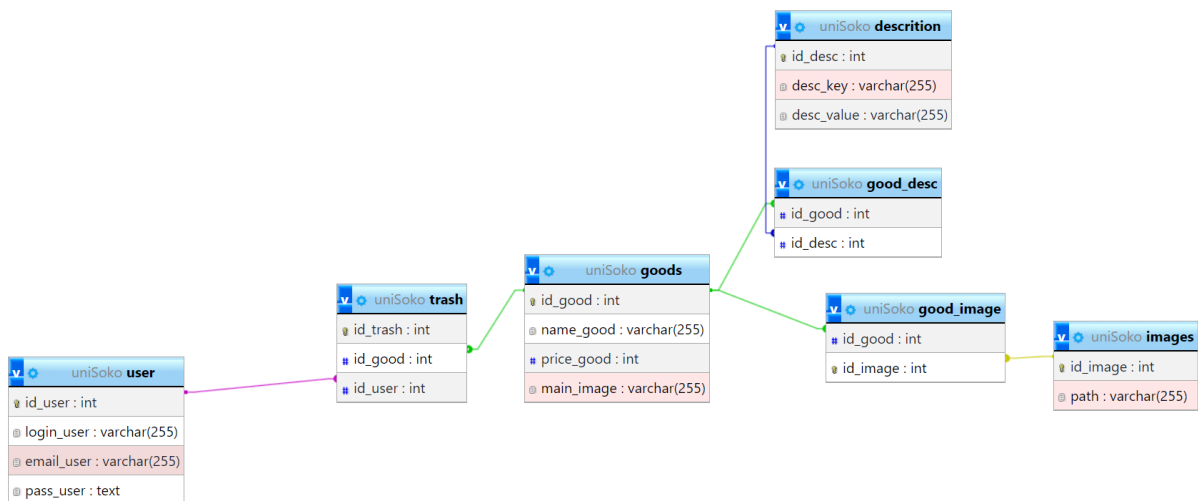 v uniSoko descrition
id_desc : int
desc_key : varchar(255)
desc_value : varchar(255)
v uniSoko good_desc
# id_good : int
# id_desc : int
v uniSoko goods
id_good : int
name_good : varchar(255)
# price_good : int
main_image : varchar(255)
v uniSoko trash
id_trash : int
# id_good : int
# id_user : int
v uniSoko good_image
# id_good : int
id_image : int
v uniSoko images
id_image : int
path : varchar(255)
v uniSoko user
id_user : int
login_user : varchar(255)
email_user : varchar(255)
pass_user : text